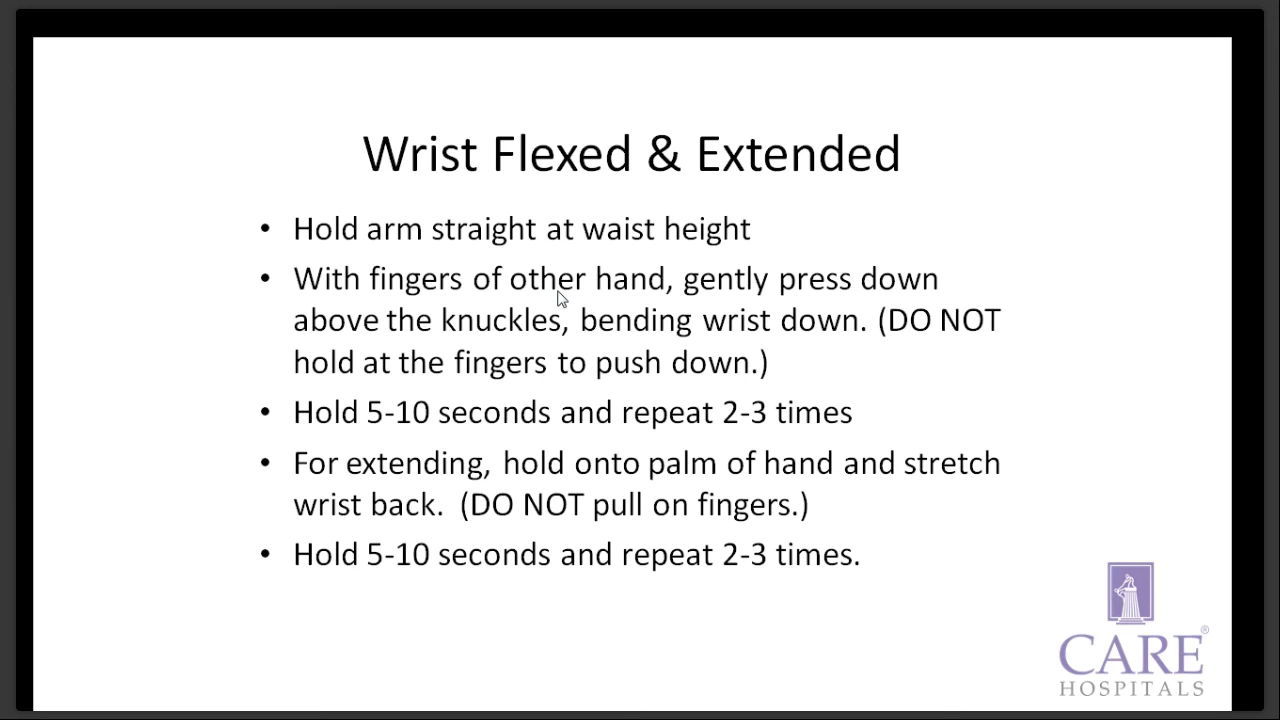 Wrist Flexed & Extended
• Hold arm straight at waist height
• With fingers of other hand, gently press down
above the knuckles, bending wrist down. (DO NOT
hold at the fingers to push down.)
• Hold 5-10 seconds and repeat 2-3 times
• For extending, hold onto palm of hand and stretch
wrist back.  (DO NOT pull on fingers.)
• Hold 5-10 seconds and repeat 2-3 times.
CARE®
HOSPITALS